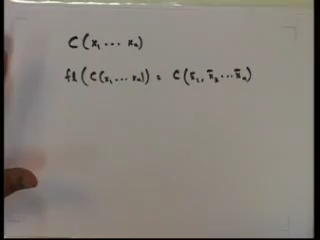 C(x₁ ... xₙ)
fl(C(x₁ ... xₙ)) = C(x̄₁, x̄₂ ... x̄ₙ)